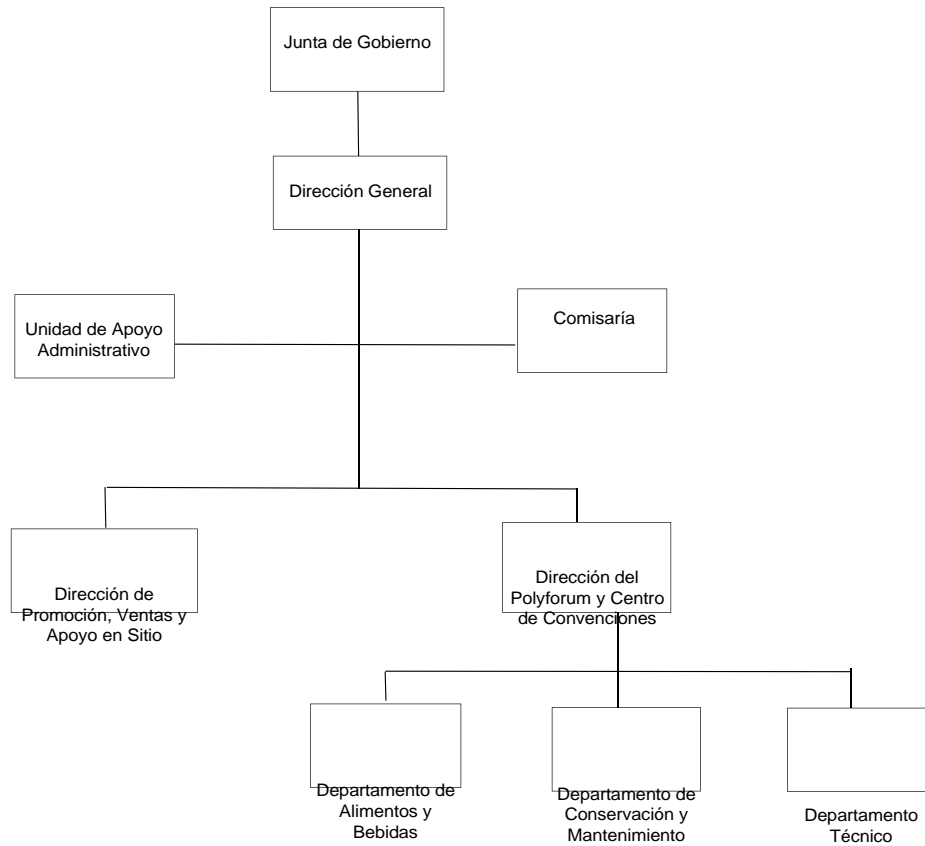 Junta de Gobierno
Dirección General
Unidad de Apoyo
Administrativo
Comisaría
Dirección de
Promoción, Ventas y
Apoyo en Sitio
Dirección del
Polyforum y Centro
de Convenciones
Departamento de
Alimentos y
Bebidas
Departamento de
Conservación y
Mantenimiento
Departamento
Técnico